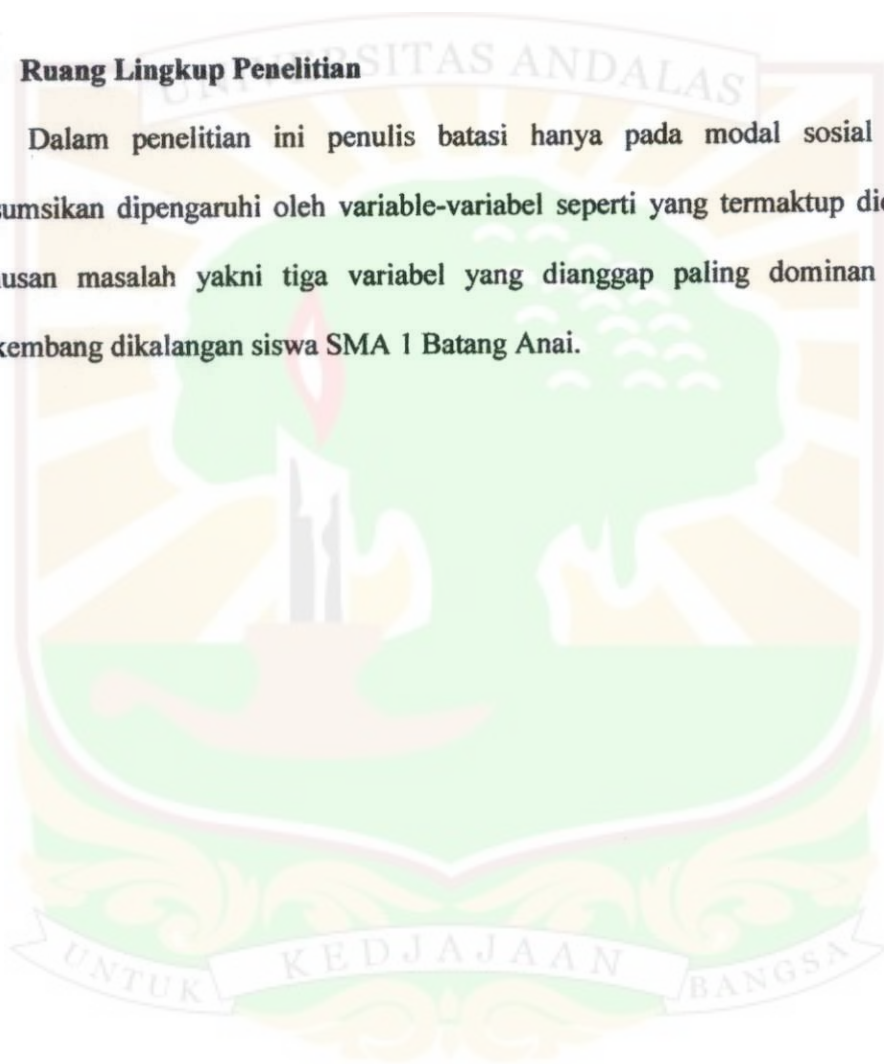 UNIVERSITAS ANDALAS
Ruang Lingkup Penelitian
Dalam penelitian ini penulis batasi hanya pada modal sosial
sumsikan dipengaruhi oleh variable-variabel seperti yang termaktup
usan masalah yakni tiga variabel yang dianggap paling dominan
kembang dikalangan siswa SMA 1 Batang Anai.
UNTUK KEDJAJAAN BANGSA